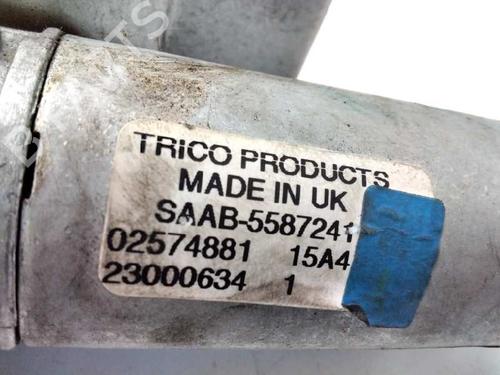 TRICO PRODUCTS
MADE IN UK
SAAB-5587241
02574881 15A4
23000634 1